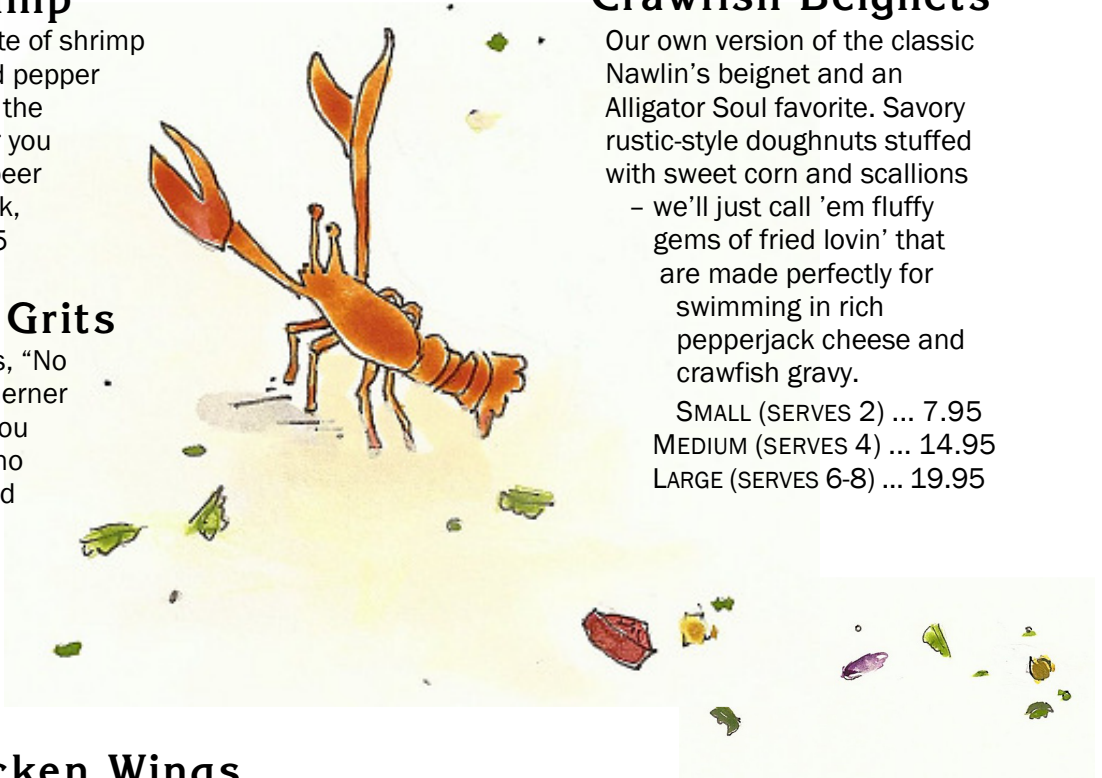 te of shrimp
pepper
the
you
eer
k,
5
Grits
s, “No
erner
ou
no
d
cken Wings
Crawfish Beignets
Our own version of the classic
Nawlin’s beignet and an
Alligator Soul favorite. Savory
rustic-style doughnuts stuffed
with sweet corn and scallions
– we’ll just call ’em fluffy
gems of fried lovin’ that
are made perfectly for
swimming in rich
pepperjack cheese and
crawfish gravy.
SMALL (SERVES 2) ... 7.95
MEDIUM (SERVES 4) ... 14.95
LARGE (SERVES 6-8) ... 19.95